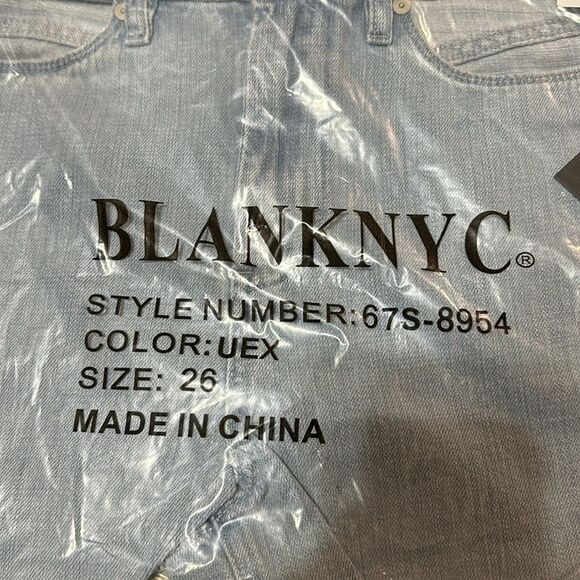 BLANKNYC®
STYLE NUMBER:67S-8954
COLOR:UEX
SIZE: 26
MADE IN CHINA